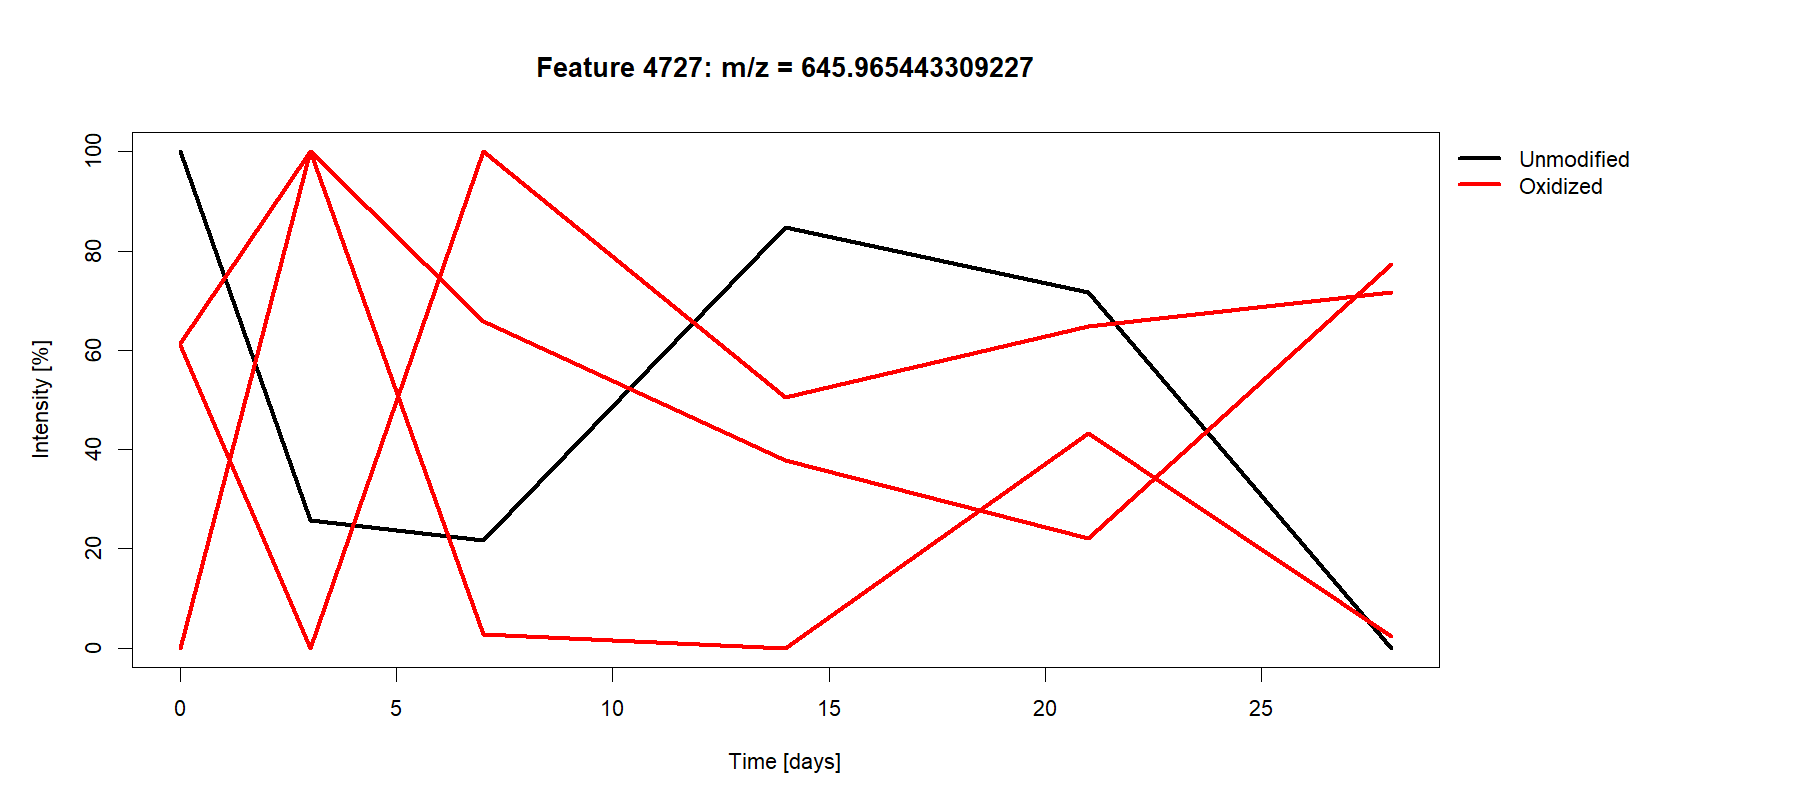 Feature 4727: m/z = 645.965443309227
Unmodified
Oxidized
Intensity [%]
100
80
60
40
20
0
0 5 10 15 20 25
Time [days]